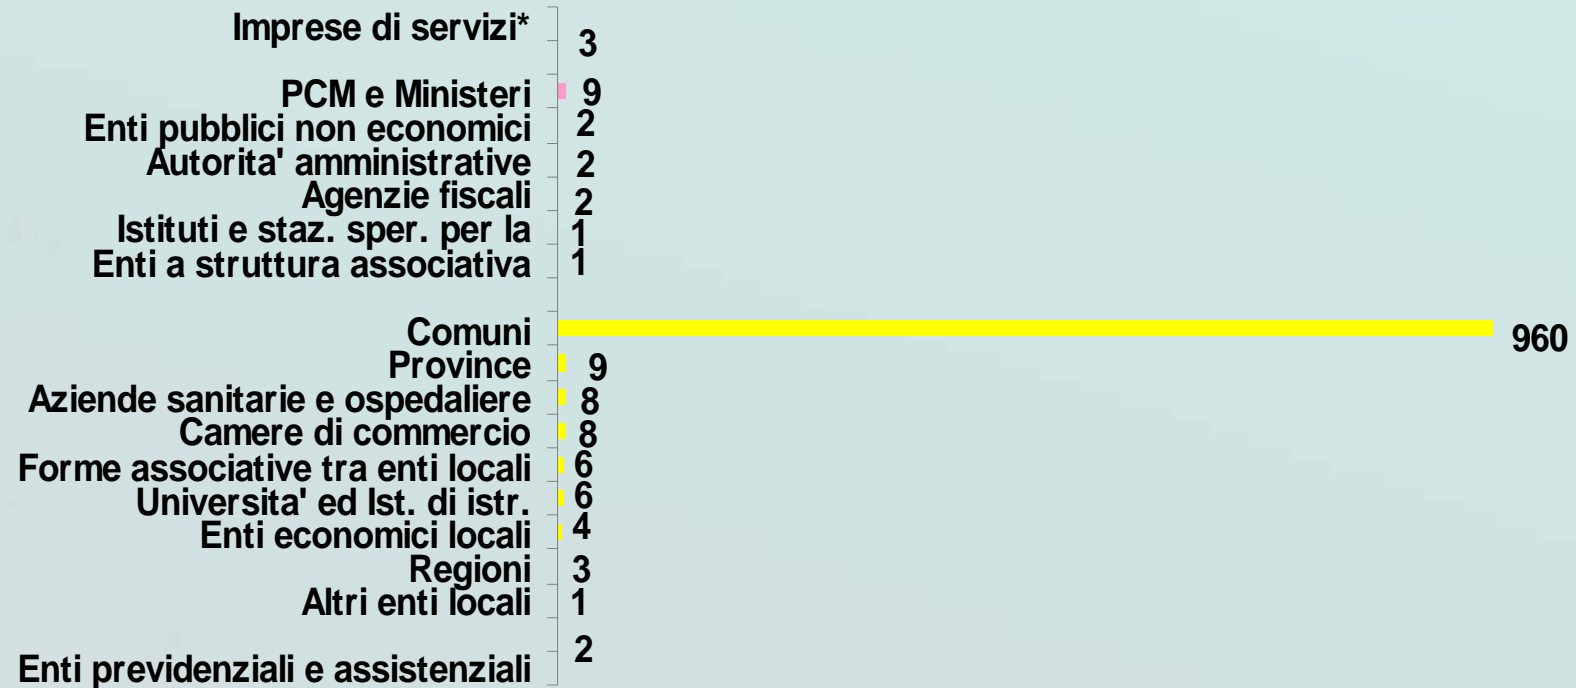 Imprese di servizi* 3
PCM e Ministeri 9
Enti pubblici non economici 2
Autorita' amministrative 2
Agenzie fiscali 2
Istituti e staz. sper. per la 1
Enti a struttura associativa 1
Comuni 960
Province 9
Aziende sanitarie e ospedaliere 8
Camere di commercio 8
Forme associative tra enti locali 6
Universita' ed Ist. di istr. 6
Enti economici locali 4
Regioni 3
Altri enti locali 1
Enti previdenziali e assistenziali 2